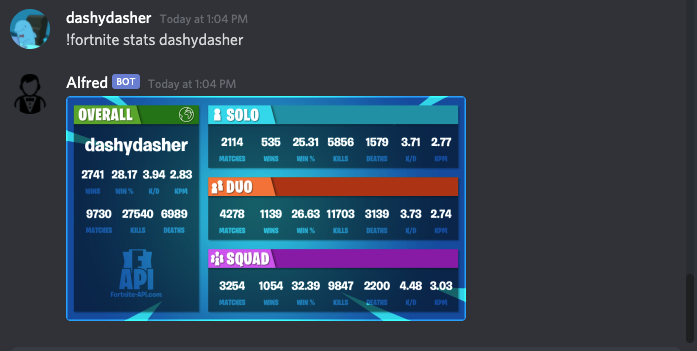 dashydasher Today at 1:04 PM
!fortnite stats dashydasher
Alfred BOT Today at 1:04 PM
OVERALL
dashydasher
2741 28.17 3.94 2.83
WINS WIN % K/D KPM
9730 27540 6989
MATCHES KILLS DEATHS
API
Fortnite-API.com
SOLO
2114 535 25.31 5856 1579 3.71 2.77
MATCHES WINS WIN % KILLS DEATHS K/D KPM
DUO
4278 1139 26.63 11703 3139 3.73 2.74
MATCHES WINS WIN % KILLS DEATHS K/D KPM
SQUAD
3254 1054 32.39 9847 2200 4.48 3.03
MATCHES WINS WIN % KILLS DEATHS K/D KPM